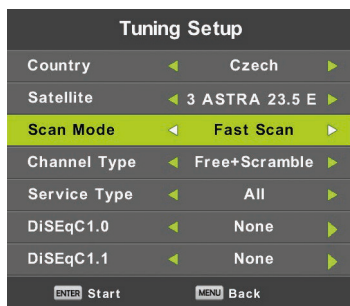 Tuning Setup
Country Czech
Satellite 3 ASTRA 23.5 E
Scan Mode Fast Scan
Channel Type Free+Scramble
Service Type All
DiSEqC1.0 None
DiSEqC1.1 None
ENTER Start MENU Back